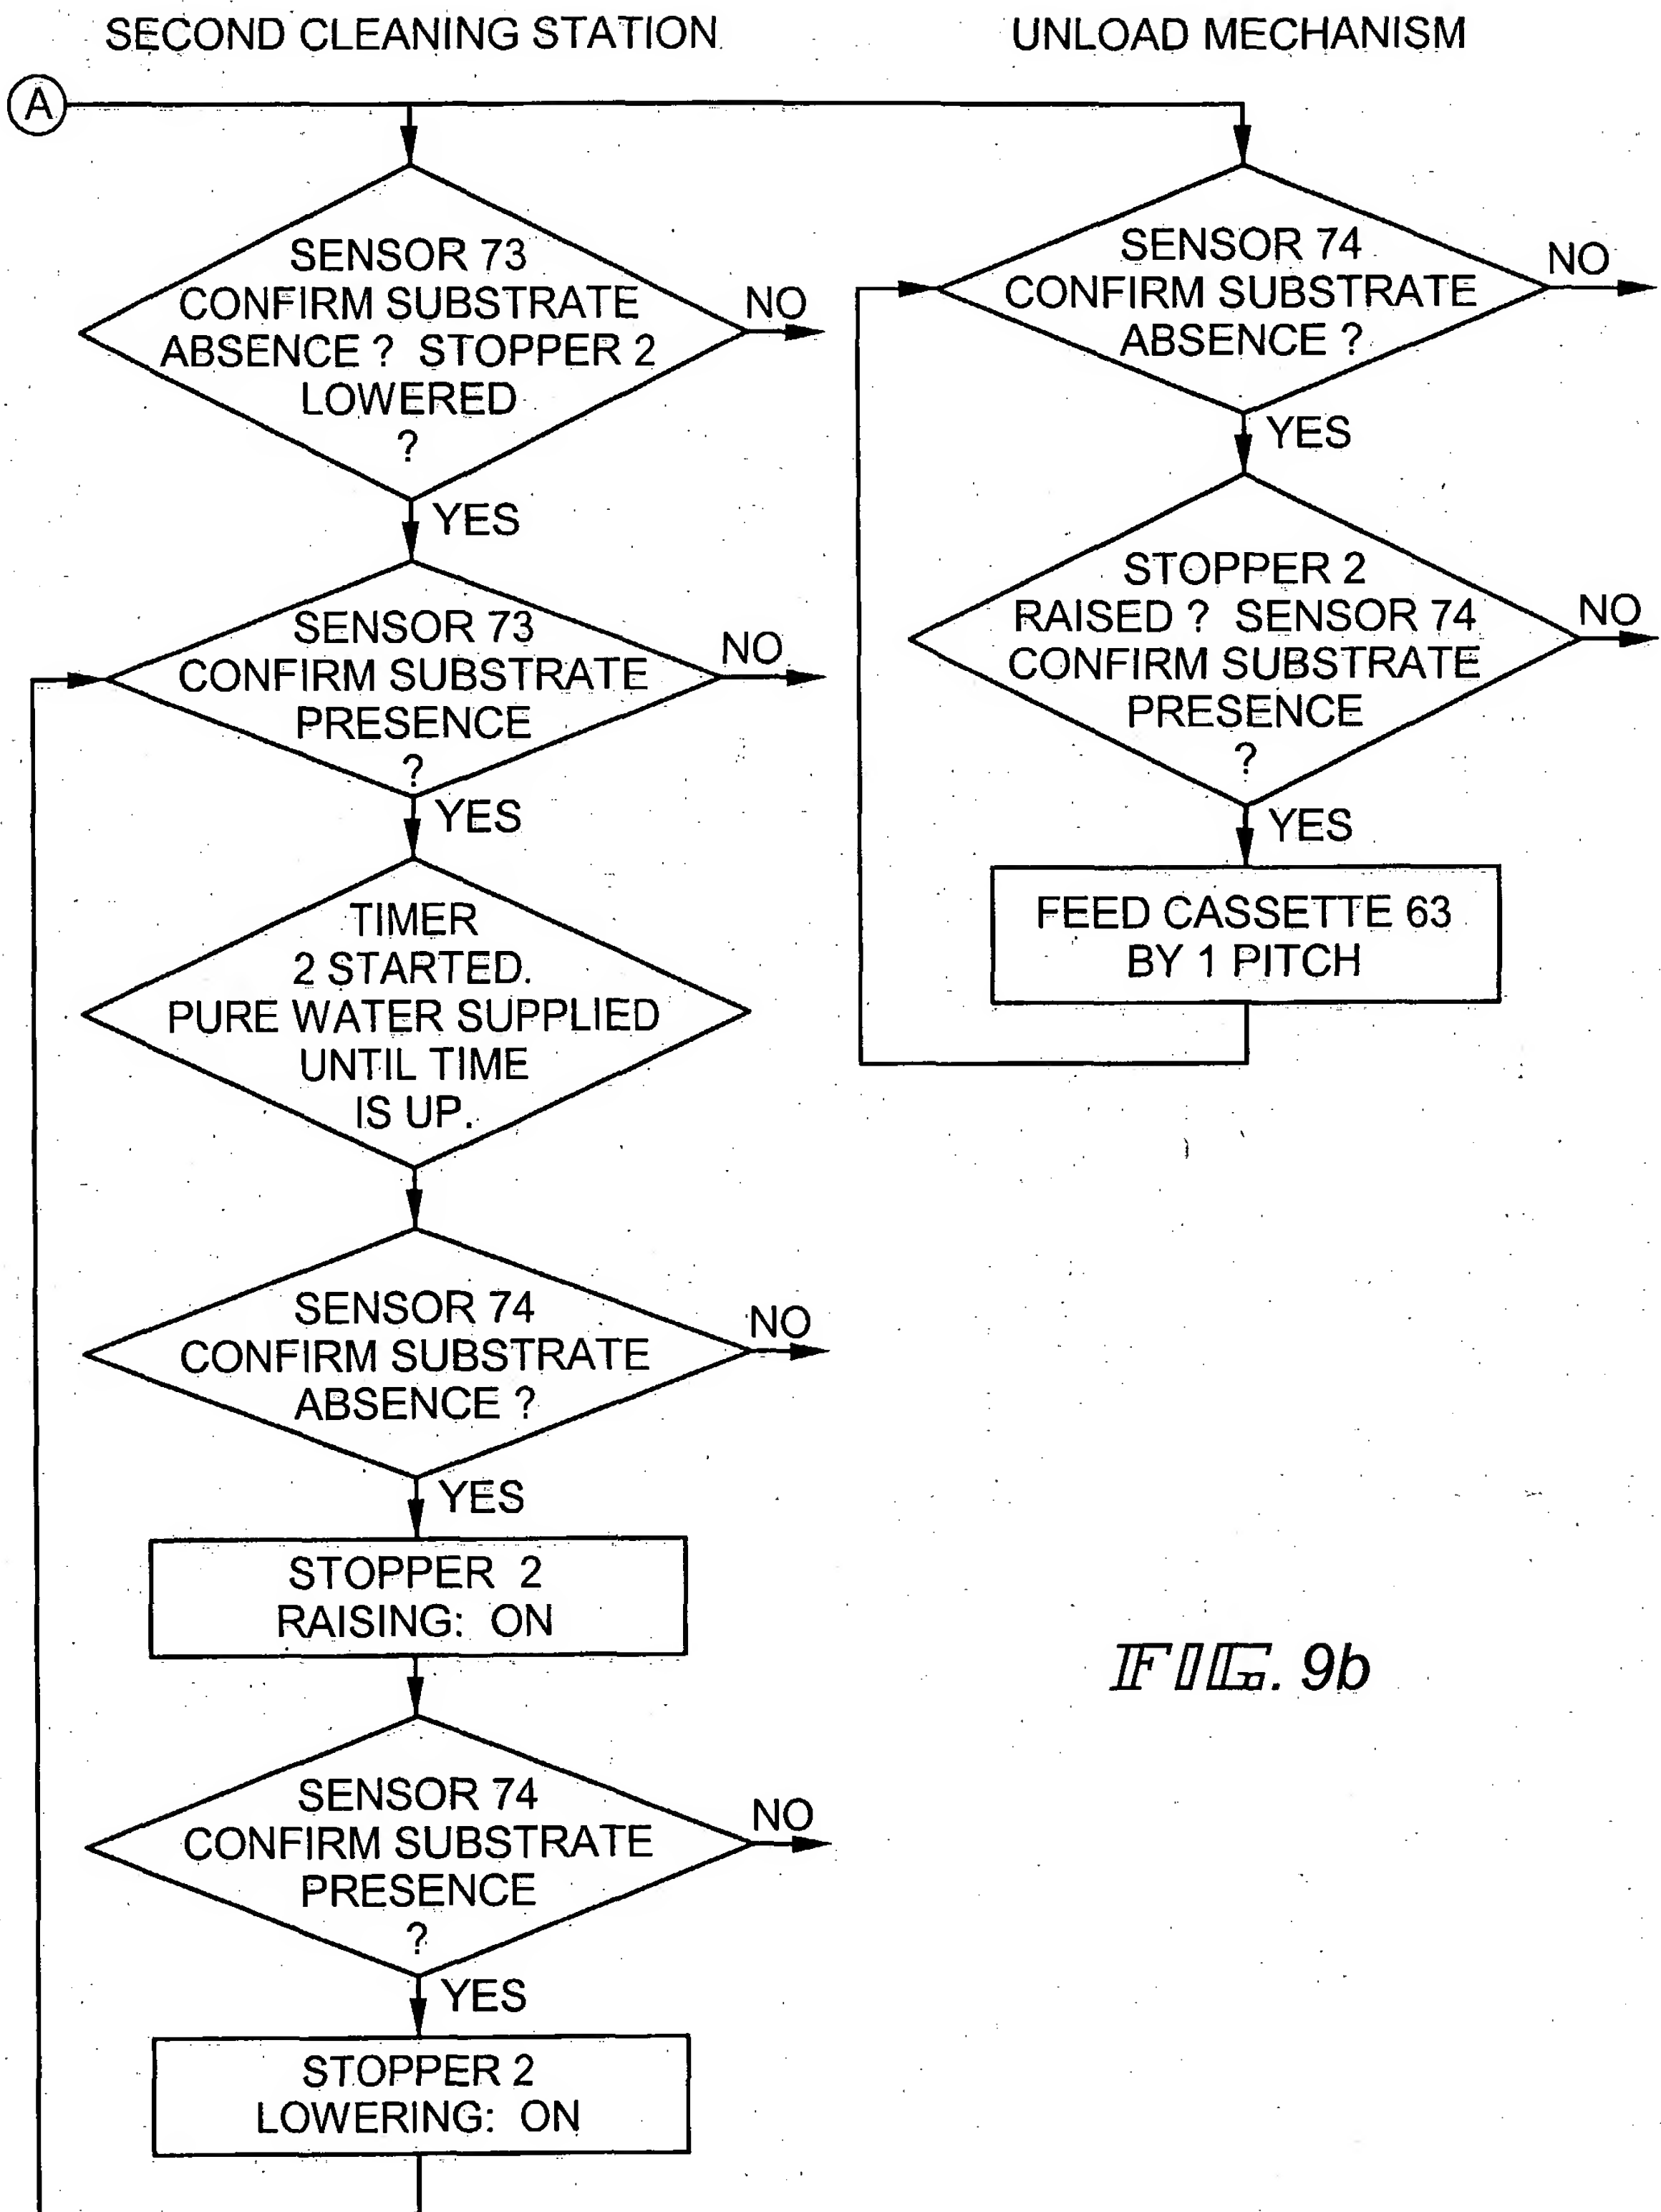 SECOND CLEANING STATION
UNLOAD MECHANISM
A
SENSOR 73
CONFIRM SUBSTRATE
ABSENCE ? STOPPER 2
LOWERED
?
NO
YES
SENSOR 73
CONFIRM SUBSTRATE
PRESENCE
?
NO
YES
TIMER
2 STARTED.
PURE WATER SUPPLIED
UNTIL TIME
IS UP.
SENSOR 74
CONFIRM SUBSTRATE
ABSENCE ?
NO
YES
STOPPER 2
RAISING: ON
SENSOR 74
CONFIRM SUBSTRATE
PRESENCE
?
NO
YES
STOPPER 2
LOWERING: ON
SENSOR 74
CONFIRM SUBSTRATE
ABSENCE ?
NO
YES
STOPPER 2
RAISED ? SENSOR 74
CONFIRM SUBSTRATE
PRESENCE
?
NO
YES
FEED CASSETTE 63
BY 1 PITCH
FIG. 9b